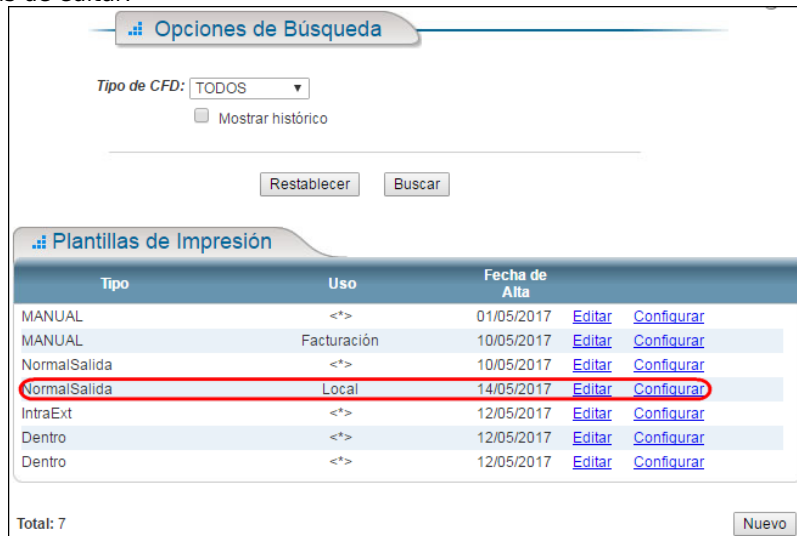 Opciones de Búsqueda
Tipo de CFD: TODOS
Mostrar histórico
Restablecer Buscar
Plantillas de Impresión
Tipo Uso Fecha de Alta
MANUAL <*> 01/05/2017 Editar Configurar
MANUAL Facturación 10/05/2017 Editar Configurar
NormalSalida <*> 10/05/2017 Editar Configurar
NormalSalida Local 14/05/2017 Editar Configurar
IntraExt <*> 12/05/2017 Editar Configurar
Dentro <*> 12/05/2017 Editar Configurar
Dentro <*> 12/05/2017 Editar Configurar
Total: 7 Nuevo